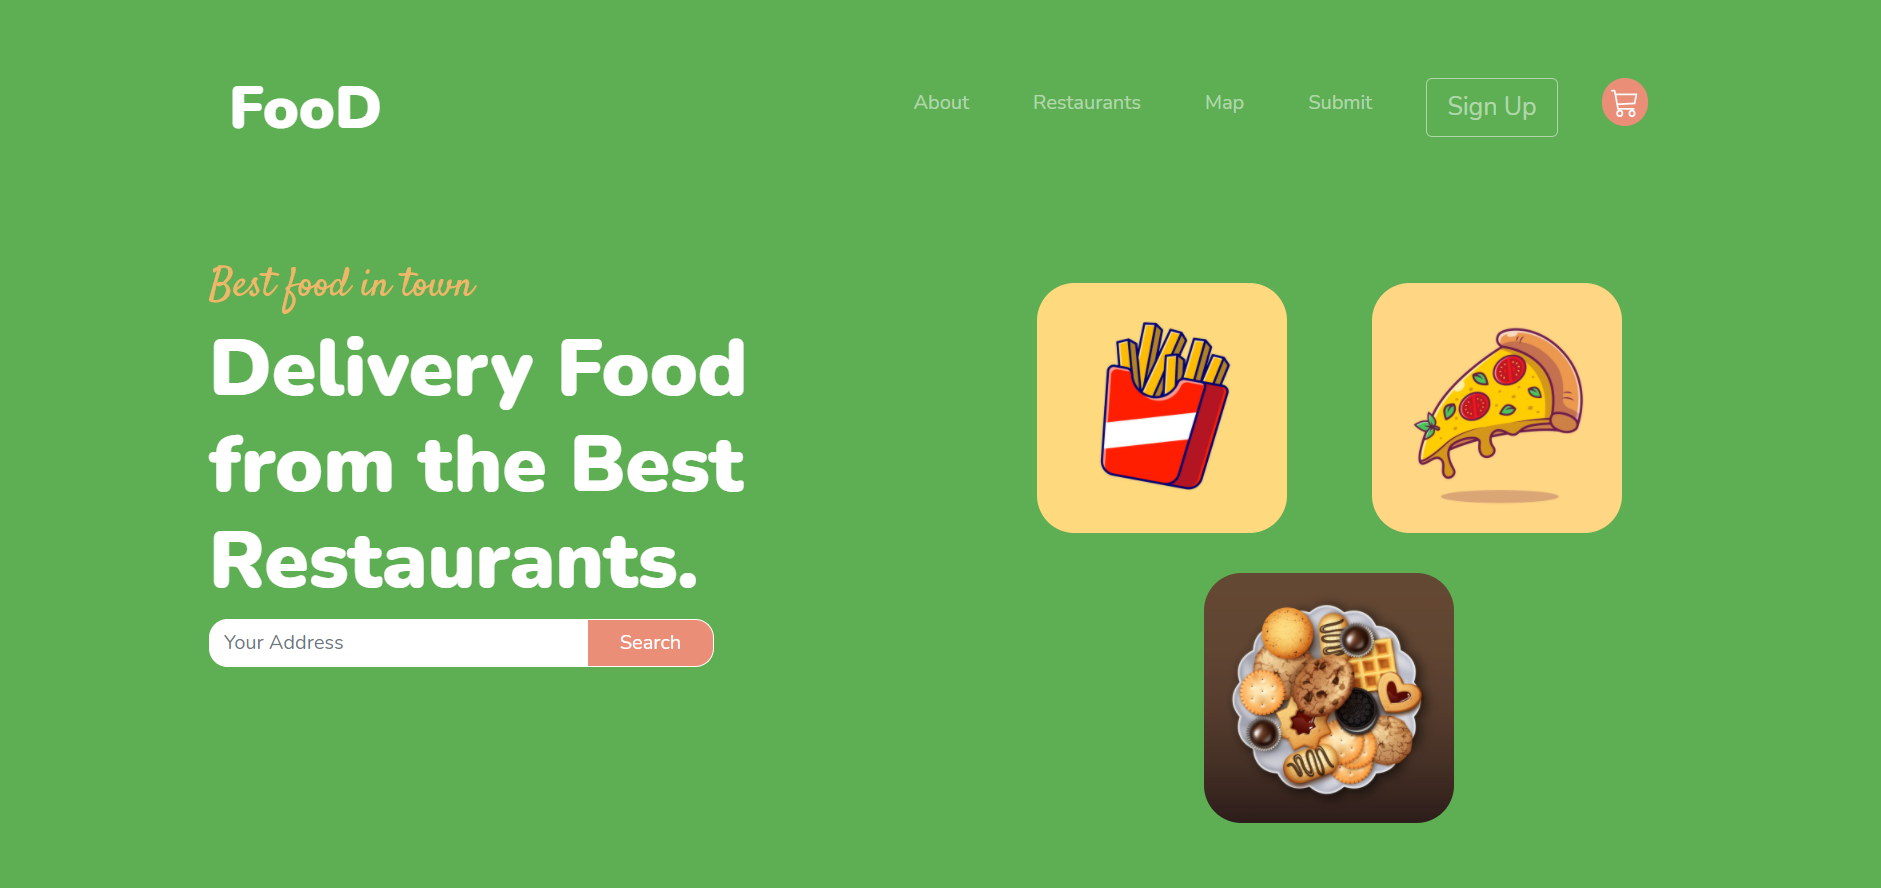 FooD
About
Restaurants
Map
Submit
Sign Up
Best food in town
Delivery Food
from the Best
Restaurants.
Your Address
Search